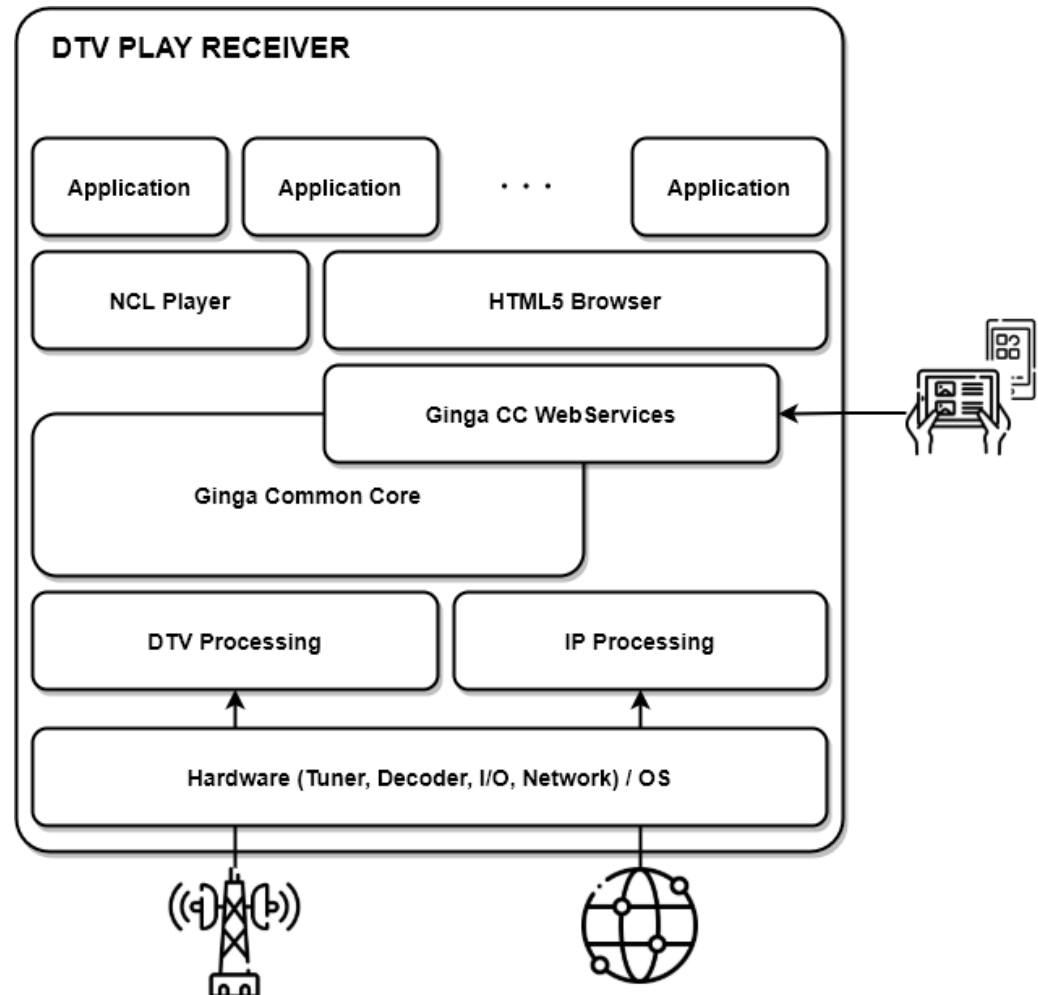 DTV PLAY RECEIVER
Application
Application
. . .
Application
NCL Player
HTML5 Browser
Ginga CC WebServices
Ginga Common Core
DTV Processing
IP Processing
Hardware (Tuner, Decoder, I/O, Network) / OS